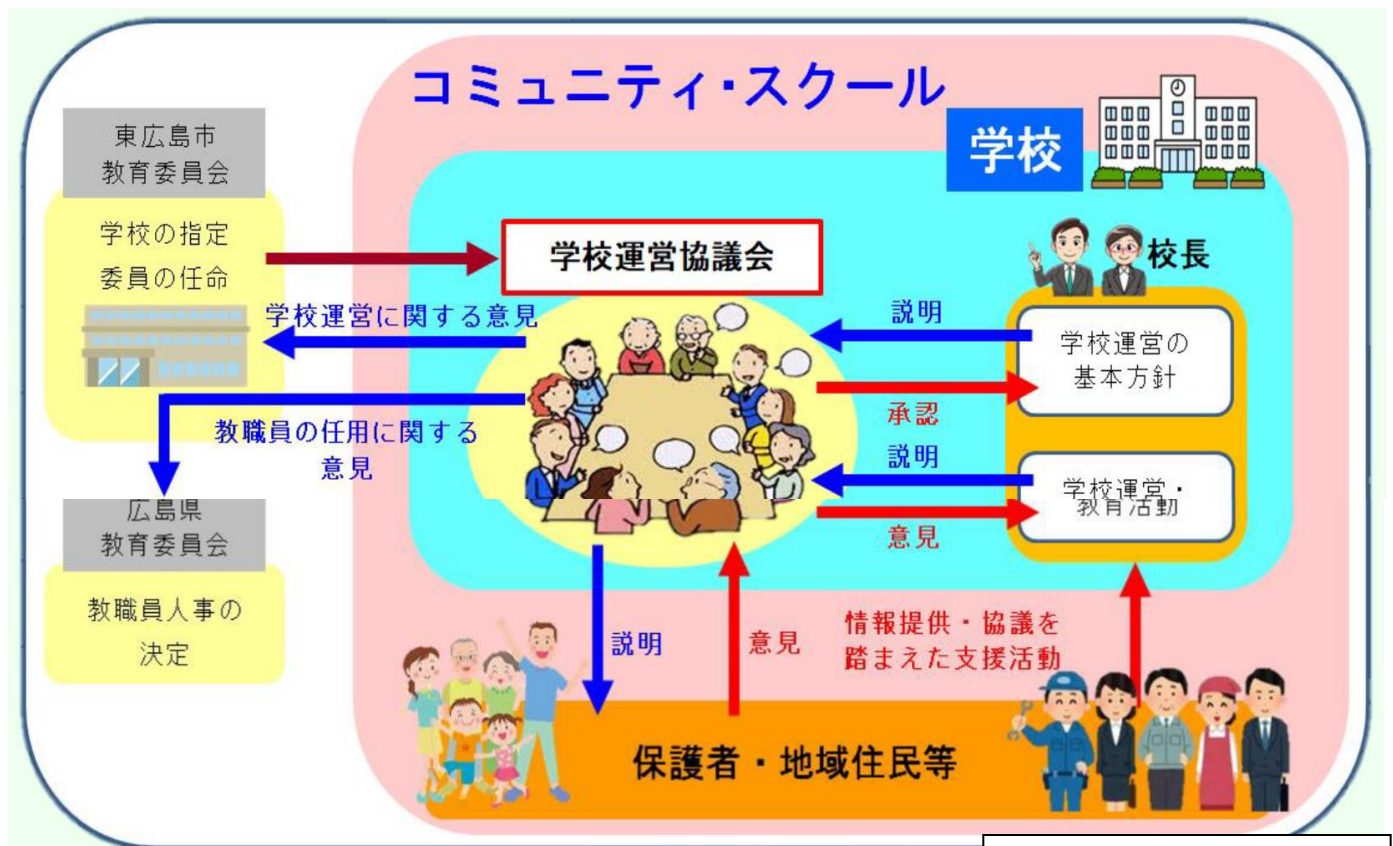 コミュニティ・スクール
東広島市
教育委員会
学校の指定
委員の任命
学校
学校運営協議会
校長
学校運営に関する意見
説明
学校運営の
基本方針
承認
教職員の任用に関する
意見
説明
学校運営・
教育活動
意見
広島県
教育委員会
教職員人事の
決定
説明
意見
情報提供・協議を
踏まえた支援活動
保護者・地域住民等